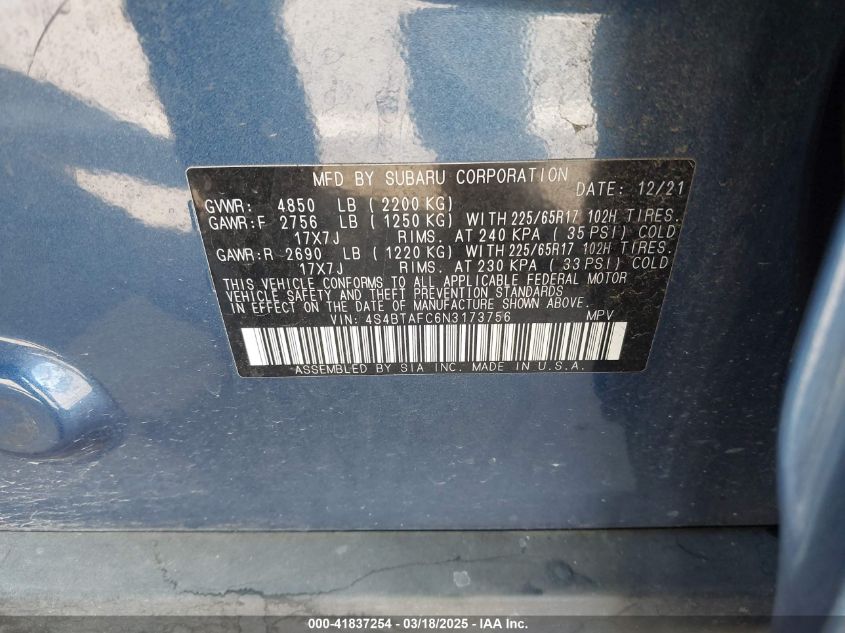 MFD BY SUBARU CORPORATION
DATE: 12/21
GVWR: 4850 LB (2200 KG)
GAWR:F 2756 LB (1250 KG) WITH 225/65R17 102H TIRES.
17X7J RIMS. AT 240 KPA (35 PSI) COLD
GAWR:R 2690 LB (1220 KG) WITH 225/65R17 102H TIRES.
17X7J RIMS. AT 230 KPA (33 PSI) COLD
THIS VEHICLE CONFORMS TO ALL APPLICABLE FEDERAL MOTOR
VEHICLE SAFETY AND THEFT PREVENTION STANDARDS
IN EFFECT ON THE DATE OF MANUFACTURE SHOWN ABOVE.
VIN: 4S4BTAFC6N3173756 MPV
ASSEMBLED BY SIA INC. MADE IN U.S.A.
000-41837254 - 03/18/2025 - IAA Inc.